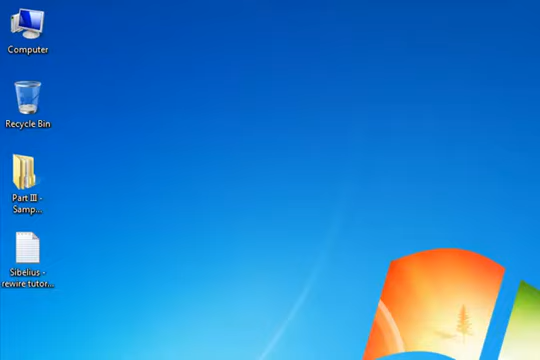 Computer
Recycle Bin
Part III -
Samp...
Sibelius -
rewire tutor...